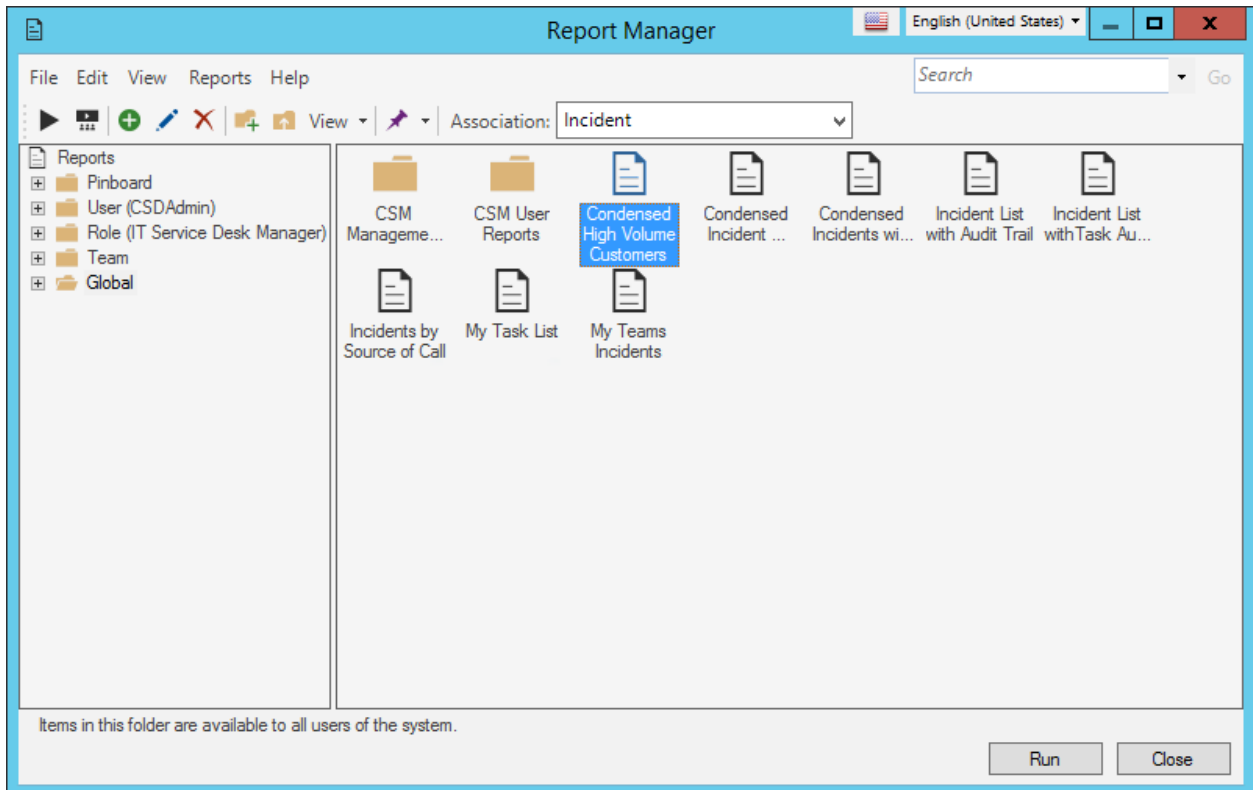 Report Manager
English (United States)
File Edit View Reports Help
Search
Go
View
Association: Incident
Reports
Pinboard
User (CSDAdmin)
Role (IT Service Desk Manager)
Team
Global
CSM
Manageme...
CSM User
Reports
Condensed
High Volume
Customers
Condensed
Incident ...
Condensed
Incidents wi...
Incident List
with Audit Trail
Incident List
withTask Au...
Incidents by
Source of Call
My Task List
My Teams
Incidents
Items in this folder are available to all users of the system.
Run
Close